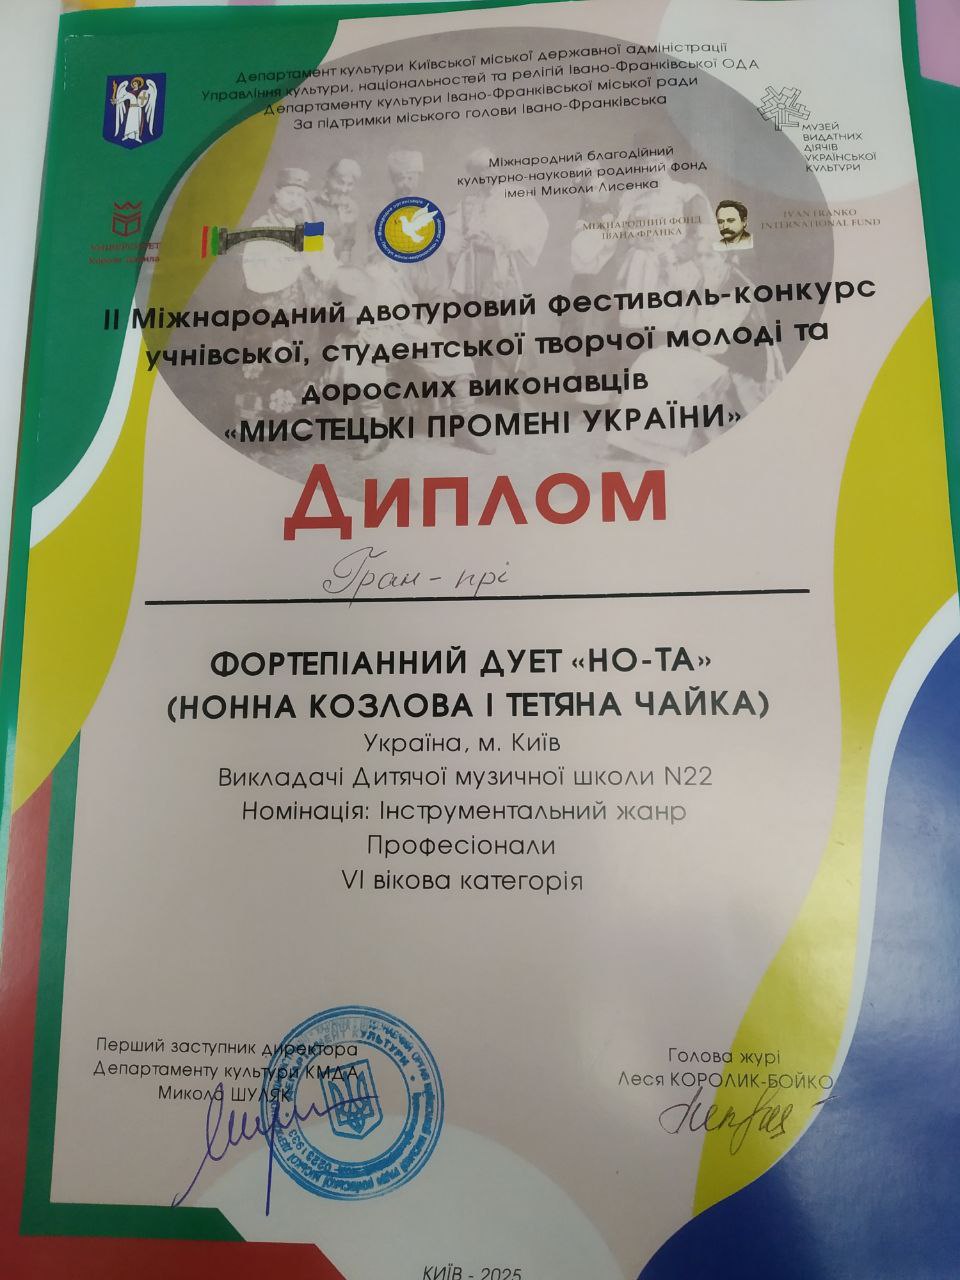 Департамент культури Київської міської державної адміністрації
Управління культури, національностей та релігій Івано-Франківської ОДА
Департаменту культури Івано-Франківської міської ради
За підтримки міського голови Івано-Франківська
МУЗЕЙ
ВИДАТНИХ
ДІЯЧІВ
УКРАЇНСЬКОЇ
КУЛЬТУРИ
Міжнародний благодійний
культурно-науковий родинний фонд
імені Миколи Лисенка
УНІВЕРСИТЕТ
Короля Данила
МІЖНАРОДНИЙ ФОНД
ІВАНА ФРАНКА
IVAN FRANKO
INTERNATIONAL FUND
ІІ Міжнародний двотуровий фестиваль-конкурс
учнівської, студентської творчої молоді та
дорослих виконавців
«МИСТЕЦЬКІ ПРОМЕНІ УКРАЇНИ»
Диплом
Гран-прі
ФОРТЕПІАННИЙ ДУЕТ «НО-ТА»
(НОННА КОЗЛОВА І ТЕТЯНА ЧАЙКА)
Україна, м. Київ
Викладачі Дитячої музичної школи N22
Номінація: Інструментальний жанр
Професіонали
VI вікова категорія
Перший заступник директора
Департаменту культури КМДА
Микола ШУЛЯК
Голова журі
Леся КОРОЛИК-БОЙКО
КИЇВ - 2025